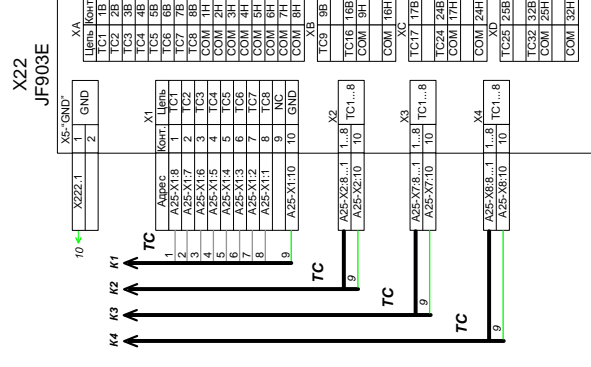 X22
JF903E
XA
Цепь Конт
TC1 1B
TC2 2B
TC3 3B
TC4 4B
TC5 5B
TC6 6B
TC7 7B
TC8 8B
COM 1H
COM 2H
COM 3H
COM 4H
COM 5H
COM 6H
COM 7H
COM 8H
XB
TC9 9B
TC16 16B
COM 9H
COM 16H
XC
TC17 17B
TC24 24B
COM 17H
COM 24H
XD
TC25 25B
TC32 32B
COM 25H
COM 32H
X5-"GND"
X222.1 1 GND
2
10
X1
Адрес Конт. Цепь
A25-X1:8 1 TC1
A25-X1:7 2 TC2
A25-X1:6 3 TC3
A25-X1:5 4 TC4
A25-X1:4 5 TC5
A25-X1:3 6 TC6
A25-X1:2 7 TC7
A25-X1:1 8 TC8
9 NC
A25-X1:10 10 GND
X2
A25-X2:8...1 1...8 TC1...8
A25-X2:10 10
X3
A25-X7:8...1 1...8 TC1...8
A25-X7:10 10
X4
A25-X8:8...1 1...8 TC1...8
A25-X8:10 10
TC
1
2
3
4
5
6
7
8
9
K1
TC
9
K2
TC
9
K3
TC
9
K4